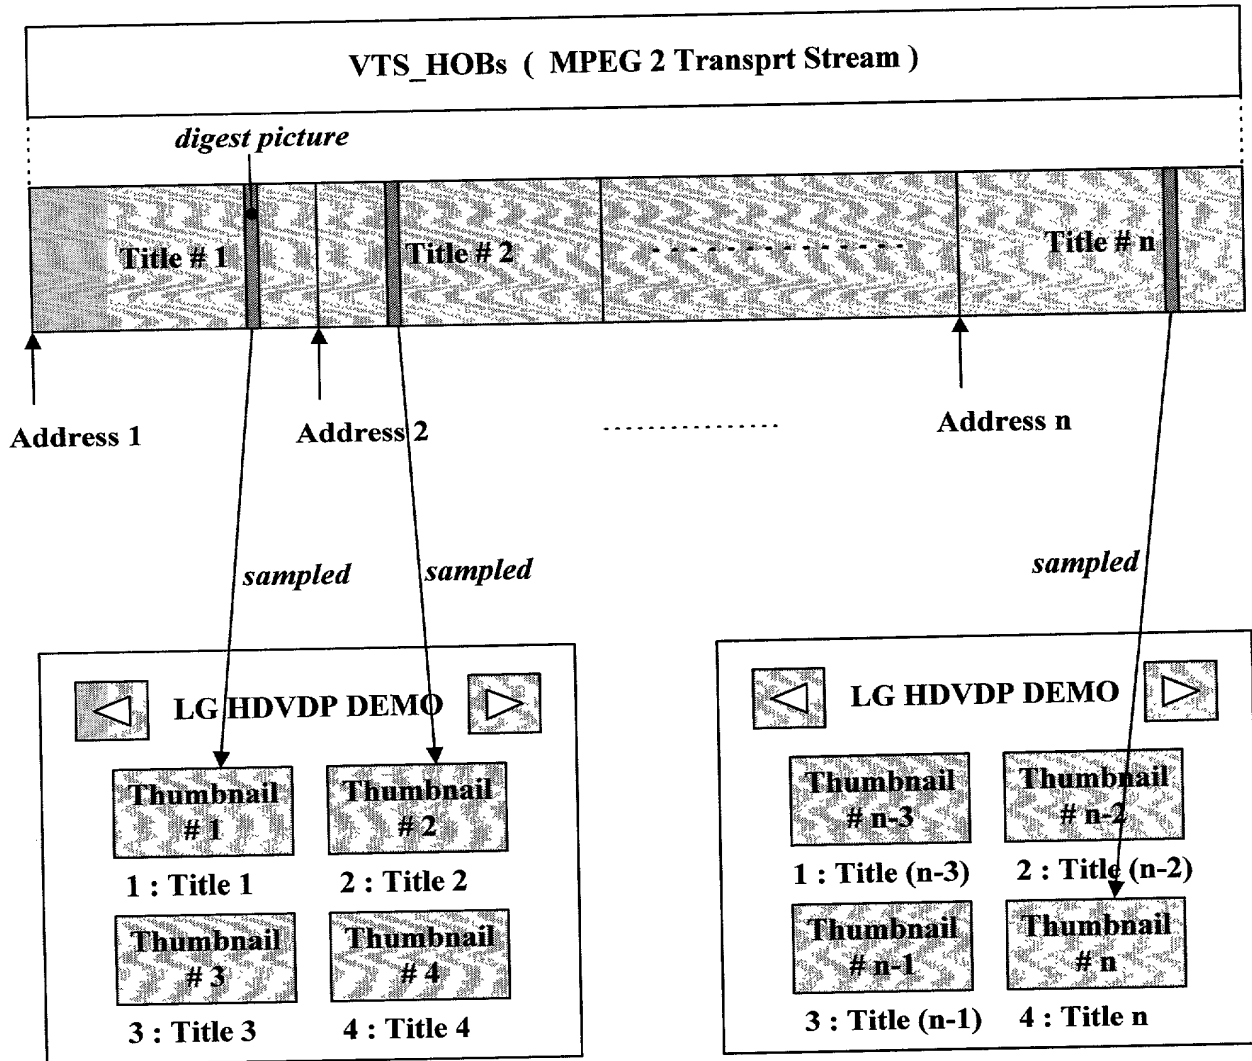 VTS_HOBs ( MPEG 2 Transprt Stream )
digest picture
Title # 1
Title # 2
Title # n
Address 1
Address 2
Address n
sampled
sampled
sampled
LG HDVDP DEMO
Thumbnail
# 1
Thumbnail
# 2
1 : Title 1
2 : Title 2
Thumbnail
# 3
Thumbnail
# 4
3 : Title 3
4 : Title 4
LG HDVDP DEMO
Thumbnail
# n-3
Thumbnail
# n-2
1 : Title (n-3)
2 : Title (n-2)
Thumbnail
# n-1
Thumbnail
# n
3 : Title (n-1)
4 : Title n